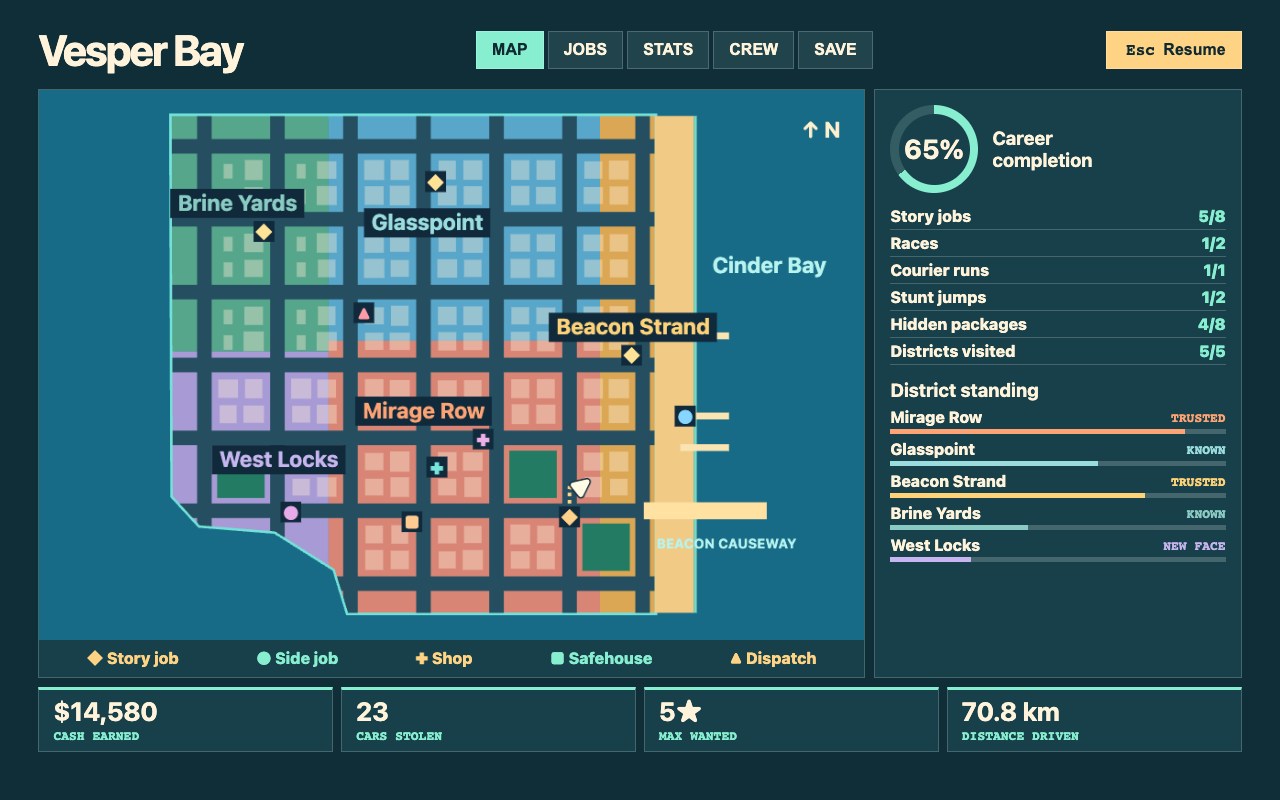 Vesper Bay
MAP
JOBS
STATS
CREW
SAVE
Esc Resume
N
Brine Yards
Glasspoint
Cinder Bay
Beacon Strand
Mirage Row
West Locks
BEACON CAUSEWAY
Story job
Side job
Shop
Safehouse
Dispatch
65%
Career
completion
Story jobs 5/8
Races 1/2
Courier runs 1/1
Stunt jumps 1/2
Hidden packages 4/8
Districts visited 5/5
District standing
Mirage Row TRUSTED
Glasspoint KNOWN
Beacon Strand TRUSTED
Brine Yards KNOWN
West Locks NEW FACE
$14,580
CASH EARNED
23
CARS STOLEN
5★
MAX WANTED
70.8 km
DISTANCE DRIVEN